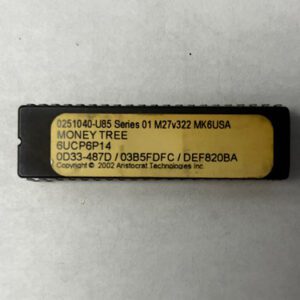 0251040-U85 Series 01 M27v322 MK6USA
MONEY TREE
6UCP6P14
0D33-487D / 03B5FDFC / DEF820BA
Copyright © 2002 Aristocrat Technologies Inc.